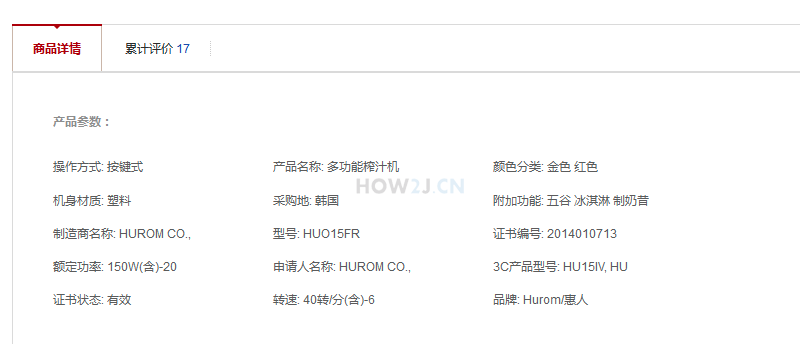 商品详情 累计评价 17
产品参数：
操作方式: 按键式 产品名称: 多功能榨汁机 颜色分类: 金色 红色
HOW2J.CN
机身材质: 塑料 采购地: 韩国 附加功能: 五谷 冰淇淋 制奶昔
制造商名称: HUROM CO., 型号: HUO15FR 证书编号: 2014010713
额定功率: 150W(含)-20 申请人名称: HUROM CO., 3C产品型号: HU15IV, HU
证书状态: 有效 转速: 40转/分(含)-6 品牌: Hurom/惠人